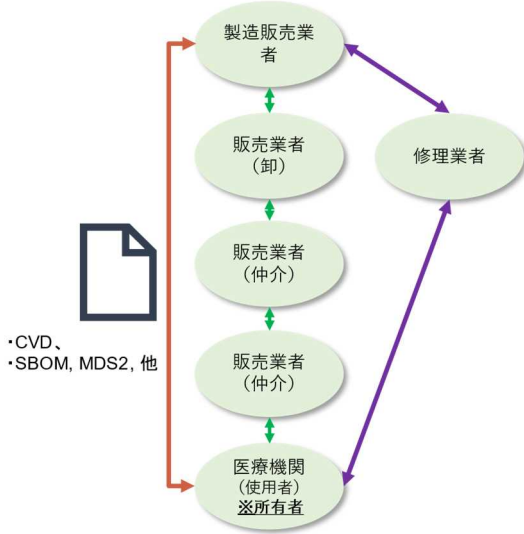 製造販売業
者
販売業者
（卸）
修理業者
販売業者
（仲介）
・CVD、
・SBOM, MDS2, 他
販売業者
（仲介）
医療機関
（使用者）
※所有者